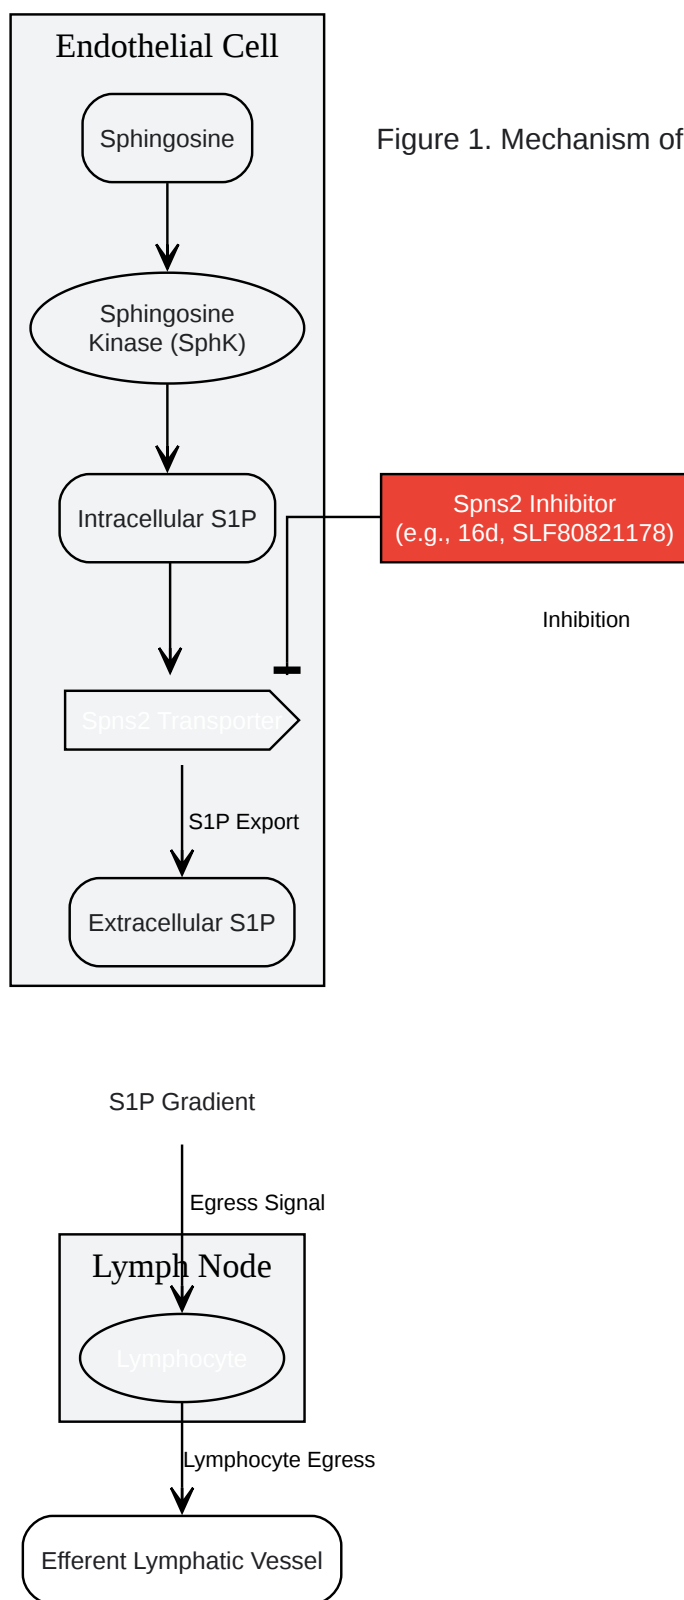 Endothelial Cell
Sphingosine
Figure 1. Mechanism of
Sphingosine
Kinase (SphK)
Intracellular S1P
Spns2 Inhibitor
(e.g., 16d, SLF80821178)
Inhibition
Spns2 Transporter
S1P Export
Extracellular S1P
S1P Gradient
Egress Signal
Lymph Node
Lymphocyte
Lymphocyte Egress
Efferent Lymphatic Vessel